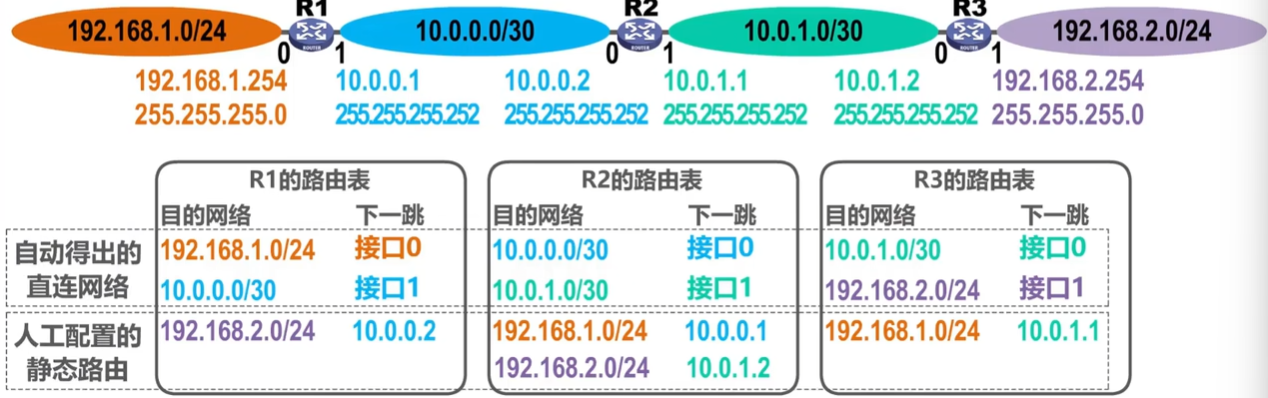 R1 R2 R3
192.168.1.0/24 10.0.0.0/30 10.0.1.0/30 192.168.2.0/24
ROUTER ROUTER ROUTER
0 1 0 1 0 1
192.168.1.254 10.0.0.1 10.0.0.2 10.0.1.1 10.0.1.2 192.168.2.254
255.255.255.0 255.255.255.252 255.255.255.252 255.255.255.252 255.255.255.252 255.255.255.0
R1的路由表 R2的路由表 R3的路由表
目的网络 下一跳 目的网络 下一跳 目的网络 下一跳
自动得出的
直连网络
192.168.1.0/24 接口0 10.0.0.0/30 接口0 10.0.1.0/30 接口0
10.0.0.0/30 接口1 10.0.1.0/30 接口1 192.168.2.0/24 接口1
人工配置的
静态路由
192.168.2.0/24 10.0.0.2 192.168.1.0/24 10.0.0.1 192.168.1.0/24 10.0.1.1
192.168.2.0/24 10.0.1.2